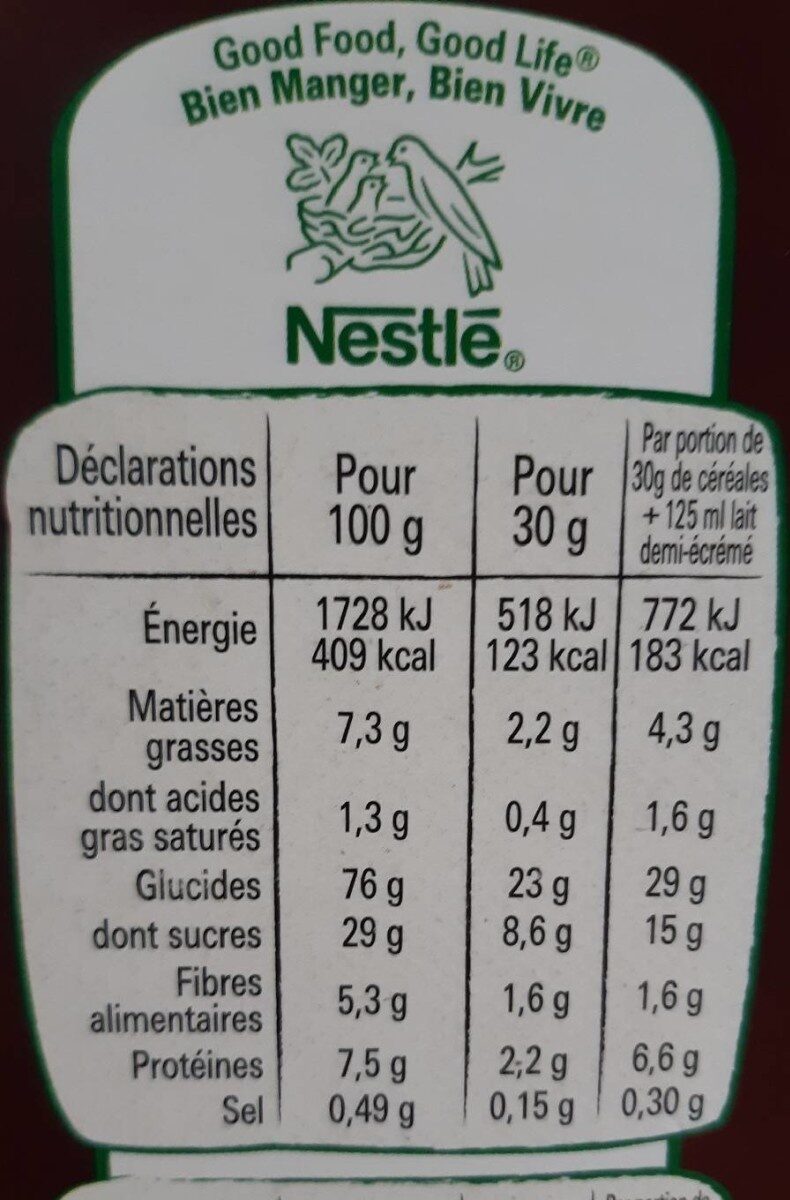 Good Food, Good Life®
Bien Manger, Bien Vivre
Nestlé®
Déclarations nutritionnelles Pour 100 g Pour 30 g Par portion de 30g de céréales + 125 ml lait demi-écrémé
Énergie 1728 kJ 518 kJ 772 kJ
409 kcal 123 kcal 183 kcal
Matières grasses 7,3 g 2,2 g 4,3 g
dont acides gras saturés 1,3 g 0,4 g 1,6 g
Glucides 76 g 23 g 29 g
dont sucres 29 g 8,6 g 15 g
Fibres alimentaires 5,3 g 1,6 g 1,6 g
Protéines 7,5 g 2,2 g 6,6 g
Sel 0,49 g 0,15 g 0,30 g